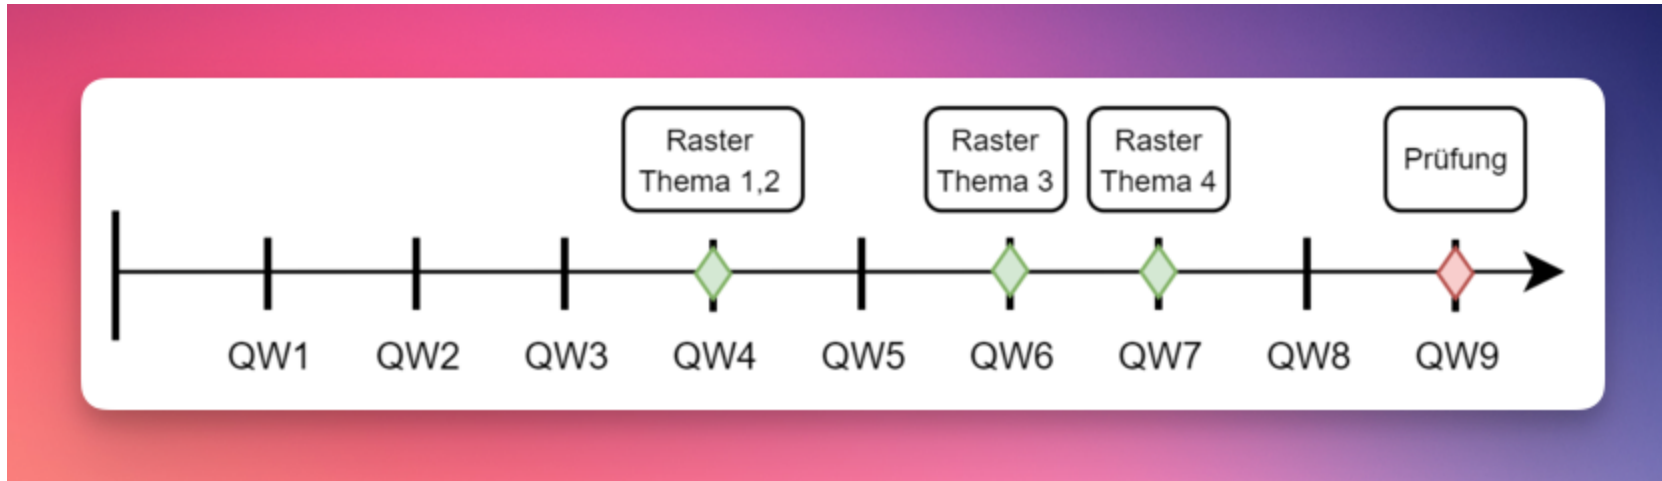 Raster
Thema 1,2
Raster
Thema 3
Raster
Thema 4
Prüfung
QW1 QW2 QW3 QW4 QW5 QW6 QW7 QW8 QW9